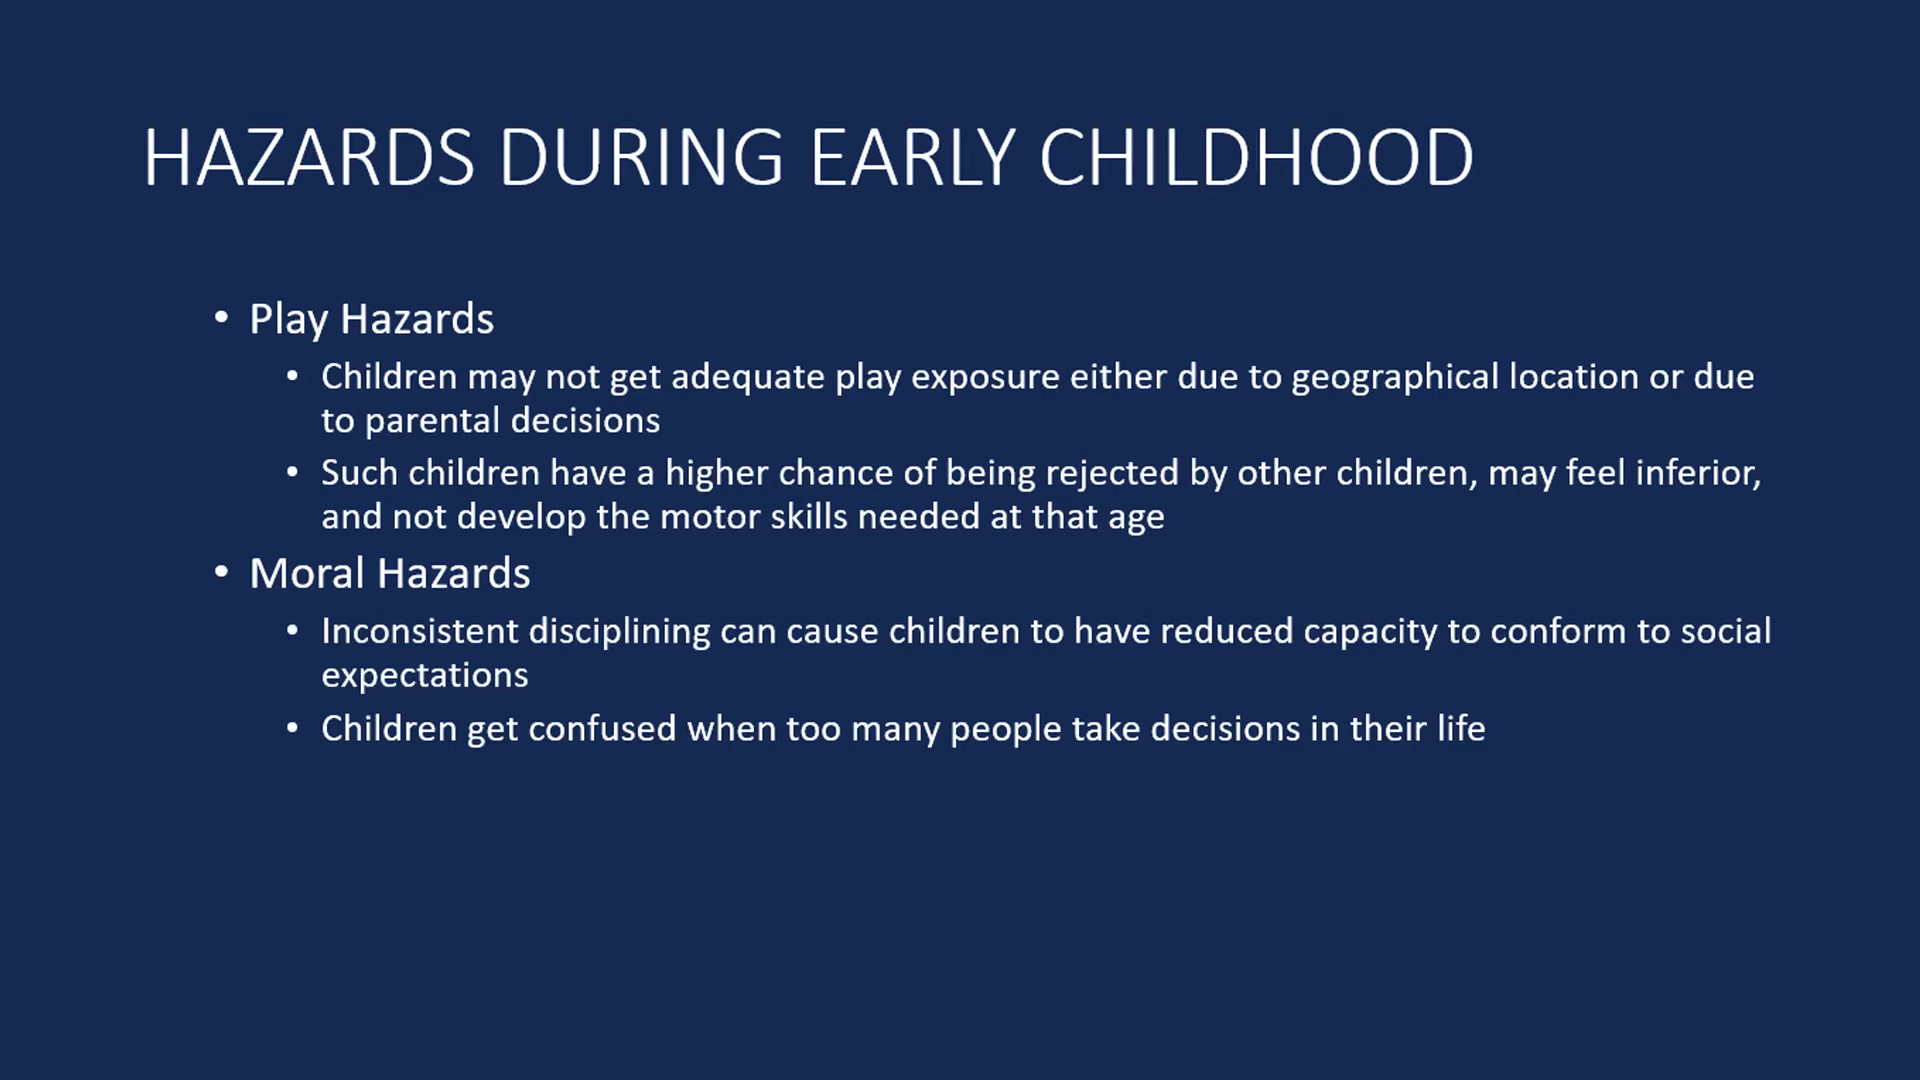 HAZARDS DURING EARLY CHILDHOOD
• Play Hazards
• Children may not get adequate play exposure either due to geographical location or due
to parental decisions
• Such children have a higher chance of being rejected by other children, may feel inferior,
and not develop the motor skills needed at that age
• Moral Hazards
• Inconsistent disciplining can cause children to have reduced capacity to conform to social
expectations
• Children get confused when too many people take decisions in their life